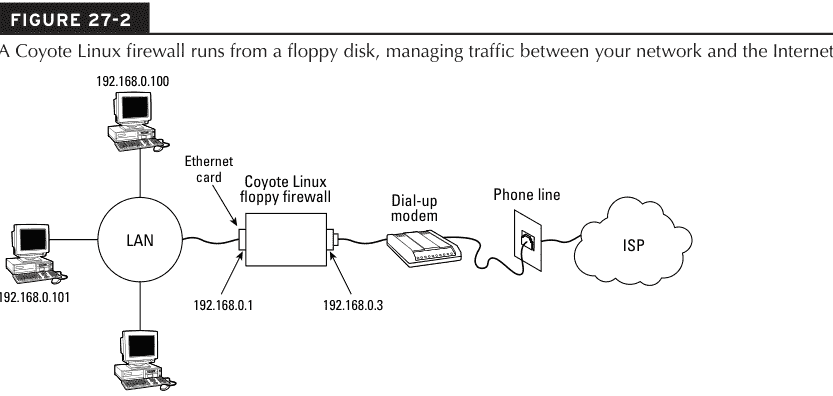 FIGURE 27-2
A Coyote Linux firewall runs from a floppy disk, managing traffic between your network and the Internet
192.168.0.100
Ethernet
card
Coyote Linux
floppy firewall
Dial-up
modem
Phone line
LAN
ISP
192.168.0.101
192.168.0.1
192.168.0.3